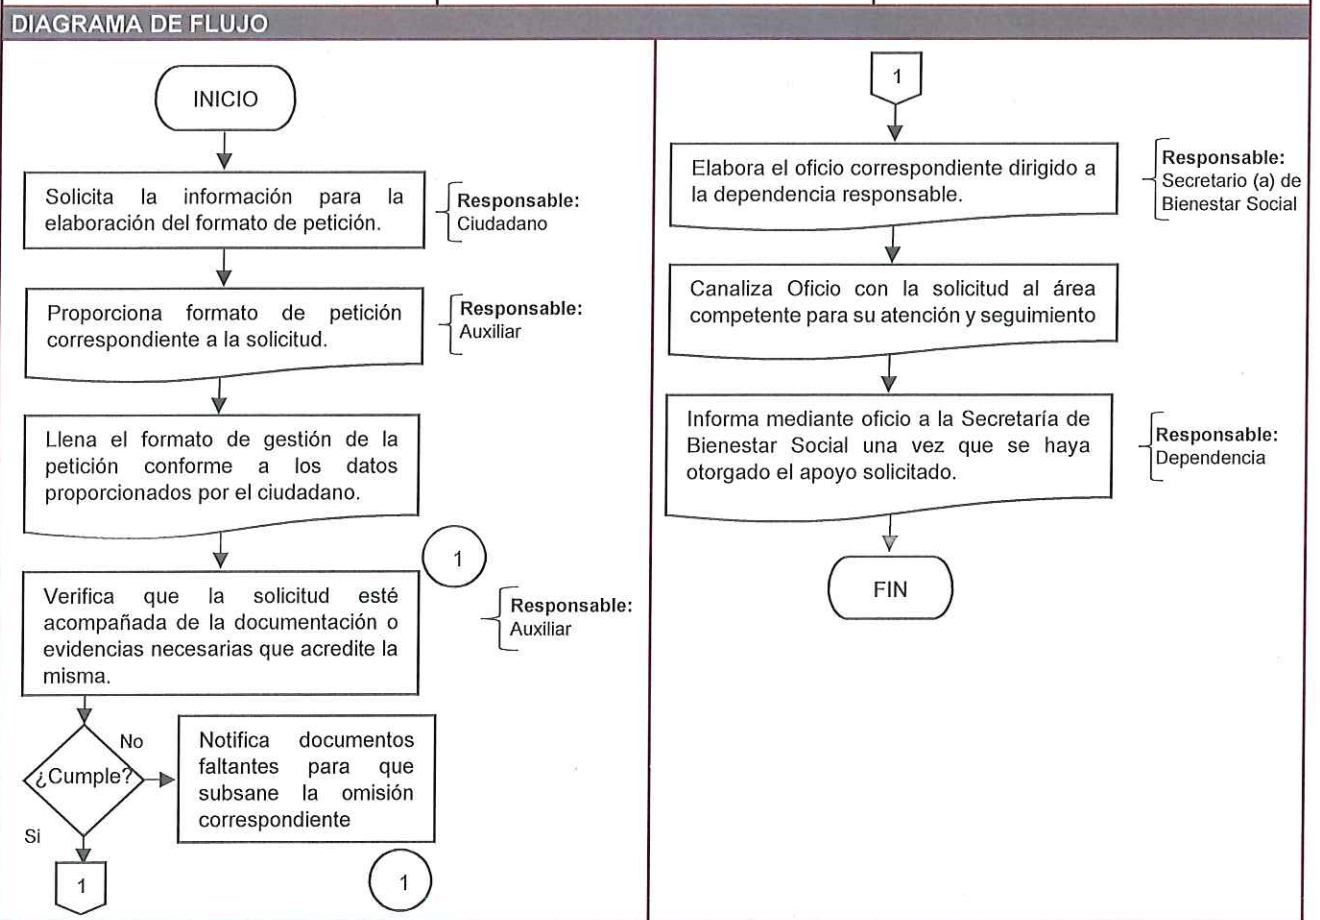 DIAGRAMA DE FLUJO
INICIO
Solicita la información para la
elaboración del formato de petición.
Responsable:
Ciudadano
Proporciona formato de petición
correspondiente a la solicitud.
Responsable:
Auxiliar
Llena el formato de gestión de la
petición conforme a los datos
proporcionados por el ciudadano.
1
Verifica que la solicitud esté
acompañada de la documentación o
evidencias necesarias que acredite la
misma.
Responsable:
Auxiliar
¿Cumple?
No
Notifica documentos
faltantes para que
subsane la omisión
correspondiente
Si
1
1
1
Elabora el oficio correspondiente dirigido a
la dependencia responsable.
Responsable:
Secretario (a) de
Bienestar Social
Canaliza Oficio con la solicitud al área
competente para su atención y seguimiento
Informa mediante oficio a la Secretaría de
Bienestar Social una vez que se haya
otorgado el apoyo solicitado.
Responsable:
Dependencia
FIN